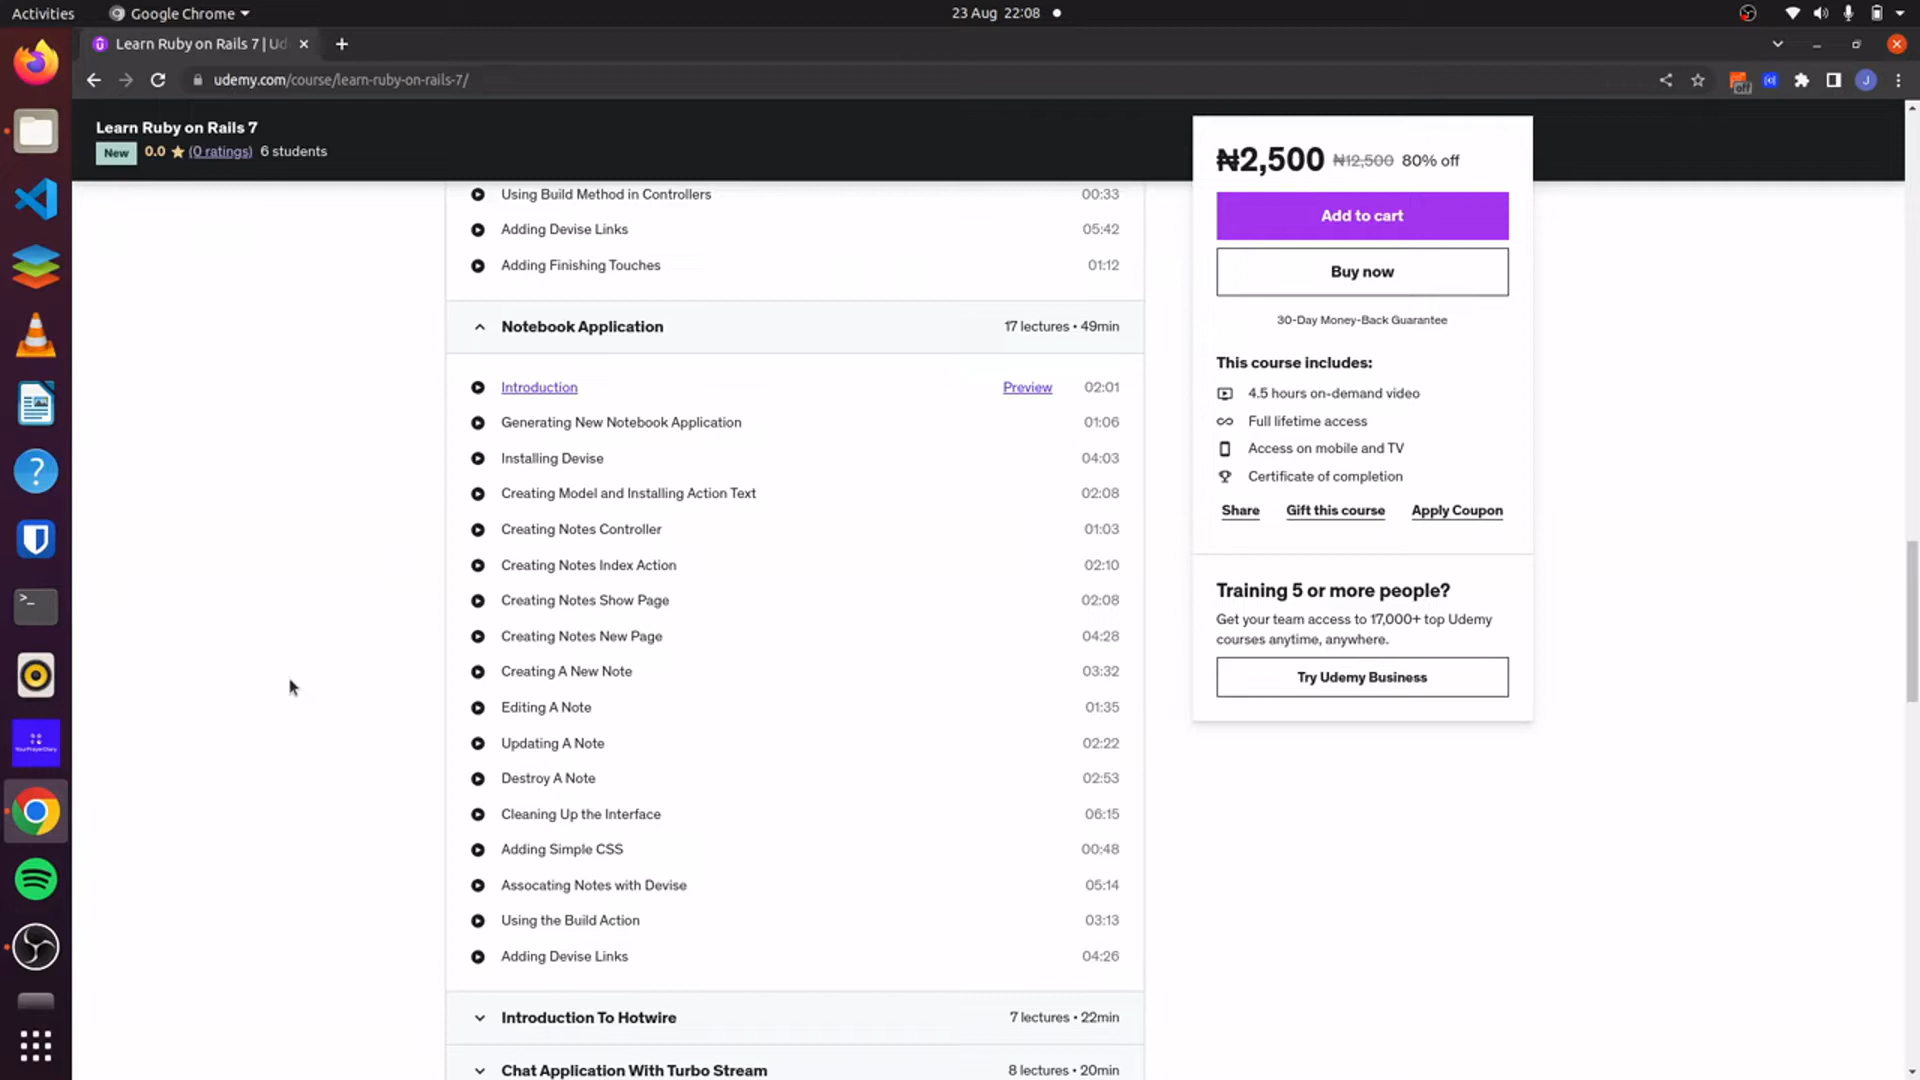 Activities
Google Chrome
23 Aug 22:08
Learn Ruby on Rails 7 | Ud
udemy.com/course/learn-ruby-on-rails-7/
off
J
Learn Ruby on Rails 7
New 0.0 (0 ratings) 6 students
₦2,500 ₦12,500 80% off
Add to cart
Buy now
30-Day Money-Back Guarantee
This course includes:
4.5 hours on-demand video
Full lifetime access
Access on mobile and TV
Certificate of completion
Share Gift this course Apply Coupon
Training 5 or more people?
Get your team access to 17,000+ top Udemy
courses anytime, anywhere.
Try Udemy Business
Using Build Method in Controllers 00:33
Adding Devise Links 05:42
Adding Finishing Touches 01:12
Notebook Application 17 lectures • 49min
Introduction Preview 02:01
Generating New Notebook Application 01:06
Installing Devise 04:03
Creating Model and Installing Action Text 02:08
Creating Notes Controller 01:03
Creating Notes Index Action 02:10
Creating Notes Show Page 02:08
Creating Notes New Page 04:28
Creating A New Note 03:32
Editing A Note 01:35
Updating A Note 02:22
Destroy A Note 02:53
Cleaning Up the Interface 06:15
Adding Simple CSS 00:48
Assocating Notes with Devise 05:14
Using the Build Action 03:13
Adding Devise Links 04:26
Introduction To Hotwire 7 lectures • 22min
Chat Application With Turbo Stream 8 lectures • 20min
YourPrayerDiary